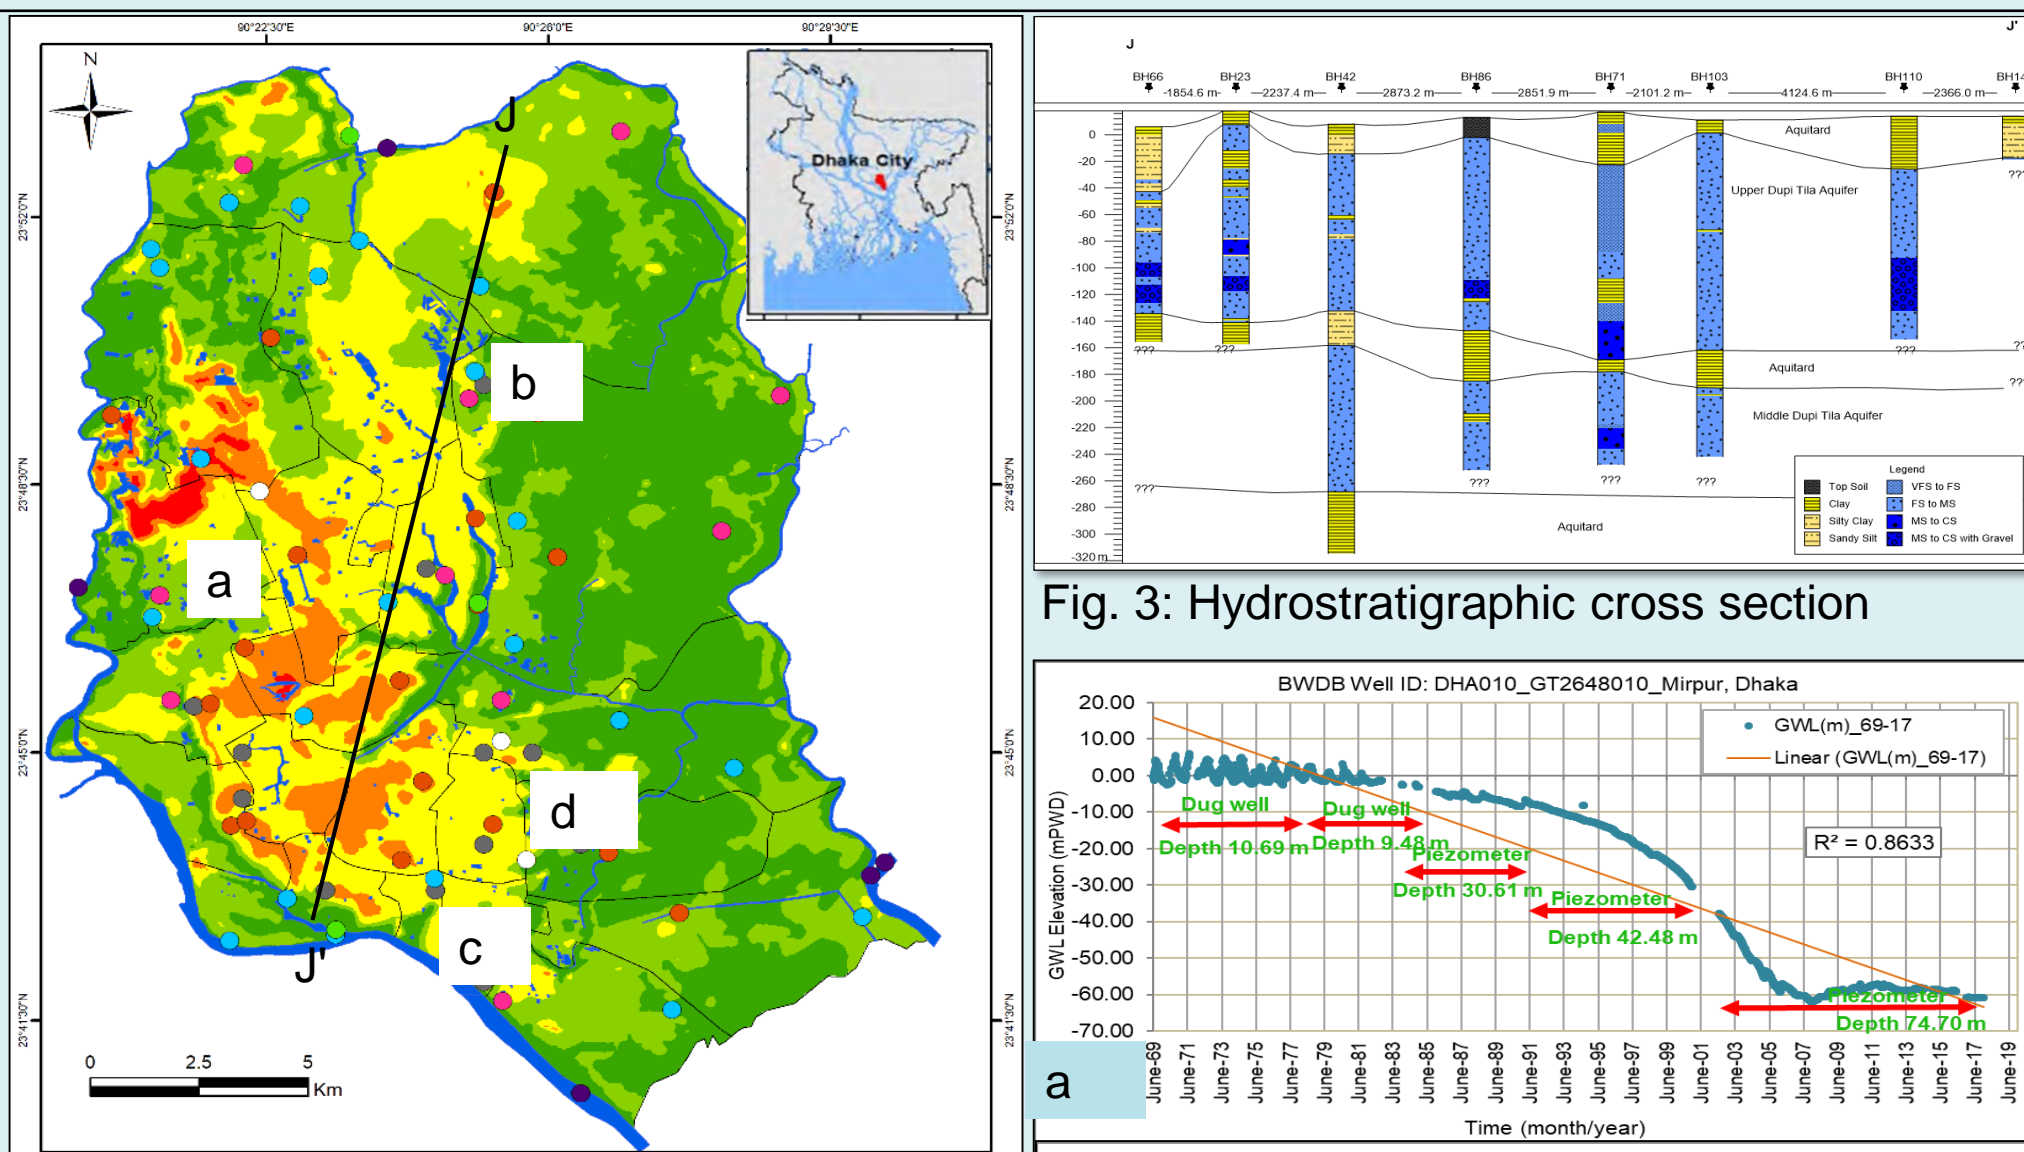 90°22'30"E
90°26'0"E
90°29'30"E
N
J
Dhaka City
23°52'0"N
23°52'0"N
b
23°48'30"N
23°48'30"N
a
23°45'0"N
23°45'0"N
d
c
J'
23°41'30"N
23°41'30"N
0 2.5 5
Km
J
J'
BH66 BH23 BH42 BH86 BH71 BH103 BH110 BH14
1854.6 m 2237.4 m 2873.2 m 2851.9 m 2101.2 m 4124.6 m 2366.0 m
0
-20
-40
-60
-80
-100
-120
-140
-160
-180
-200
-220
-240
-260
-280
-300
-320 m
Aquitard
Upper Dupi Tila Aquifer
Aquitard
Middle Dupi Tila Aquifer
Aquitard
???
???
???
???
???
???
???
???
??
??
Legend
Top Soil VFS to FS
Clay FS to MS
Silty Clay MS to CS
Sandy Silt MS to CS with Gravel
Fig. 3: Hydrostratigraphic cross section
BWDB Well ID: DHA010_GT2648010_Mirpur, Dhaka
20.00
10.00
0.00
-10.00
-20.00
-30.00
-40.00
-50.00
-60.00
-70.00
GWL Elevation (mPWD)
GWL(m)_69-17
Linear (GWL(m)_69-17)
R² = 0.8633
Dug well
Depth 10.69 m
Dug well
Depth 9.48 m
Piezometer
Depth 30.61 m
Piezometer
Depth 42.48 m
Piezometer
Depth 74.70 m
June-69 June-71 June-73 June-75 June-77 June-79 June-81 June-83 June-85 June-87 June-89 June-91 June-93 June-95 June-97 June-99 June-01 June-03 June-05 June-07 June-09 June-11 June-13 June-15 June-17 June-19
Time (month/year)
a